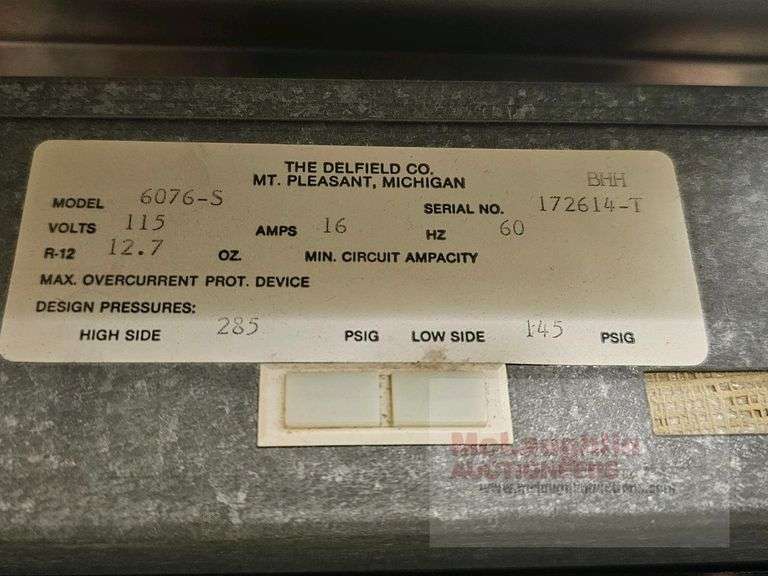 THE DELFIELD CO.
MT. PLEASANT, MICHIGAN BHH
MODEL 6076-S SERIAL NO. 172614-T
VOLTS 115 AMPS 16 HZ 60
R-12 12.7 OZ. MIN. CIRCUIT AMPACITY
MAX. OVERCURRENT PROT. DEVICE
DESIGN PRESSURES:
HIGH SIDE 285 PSIG LOW SIDE 145 PSIG
McLaughlin
AUCTIONEERS